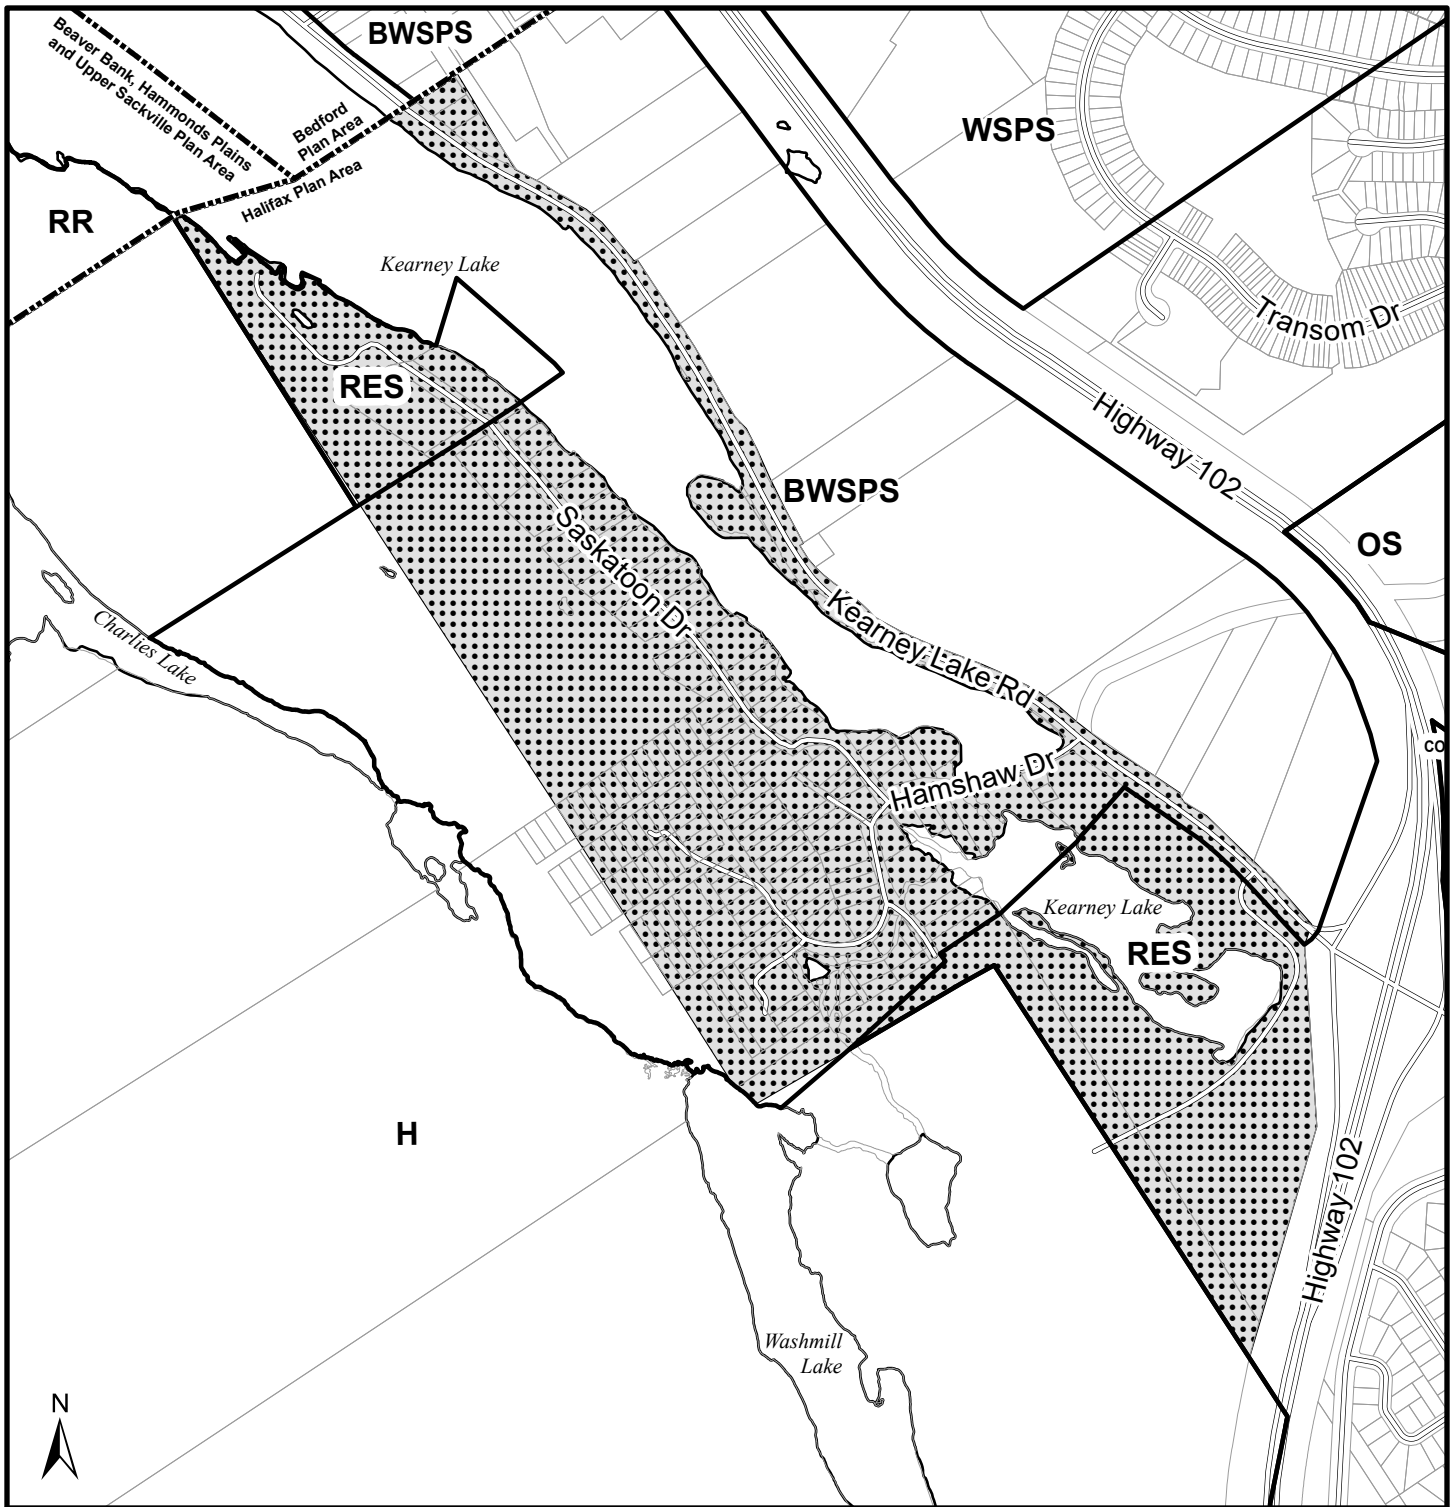 BWSPS
Beaver Bank, Hammonds Plains
and Upper Sackville Plan Area
Bedford
Plan Area
Halifax Plan Area
WSPS
RR
Kearney Lake
Transom Dr
RES
Highway 102
BWSPS
OS
Saskatoon Dr
Kearney Lake Rd
Charlies Lake
CO
Hamshaw Dr
Kearney Lake
RES
H
Highway 102
Washmill
Lake
N